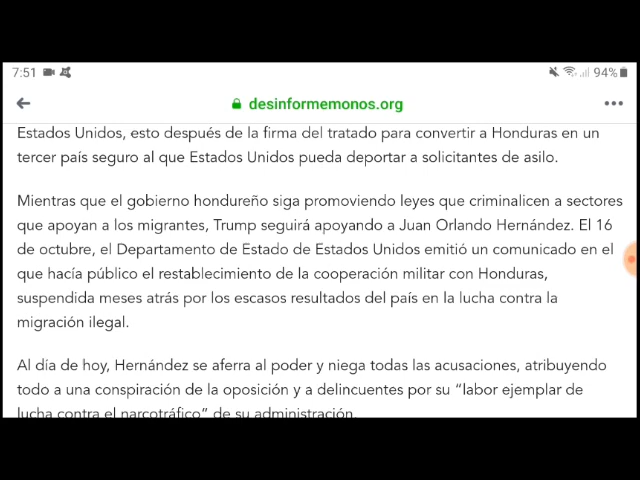 7:51
94%
desinformemonos.org
Estados Unidos, esto después de la firma del tratado para convertir a Honduras en un
tercer país seguro al que Estados Unidos pueda deportar a solicitantes de asilo.
Mientras que el gobierno hondureño siga promoviendo leyes que criminalicen a sectores
que apoyan a los migrantes, Trump seguirá apoyando a Juan Orlando Hernández. El 16
de octubre, el Departamento de Estado de Estados Unidos emitió un comunicado en el
que hacía público el restablecimiento de la cooperación militar con Honduras,
suspendida meses atrás por los escasos resultados del país en la lucha contra la
migración ilegal.
Al día de hoy, Hernández se aferra al poder y niega todas las acusaciones, atribuyendo
todo a una conspiración de la oposición y a delincuentes por su “labor ejemplar de
lucha contra el narcotráfico” de su administración.